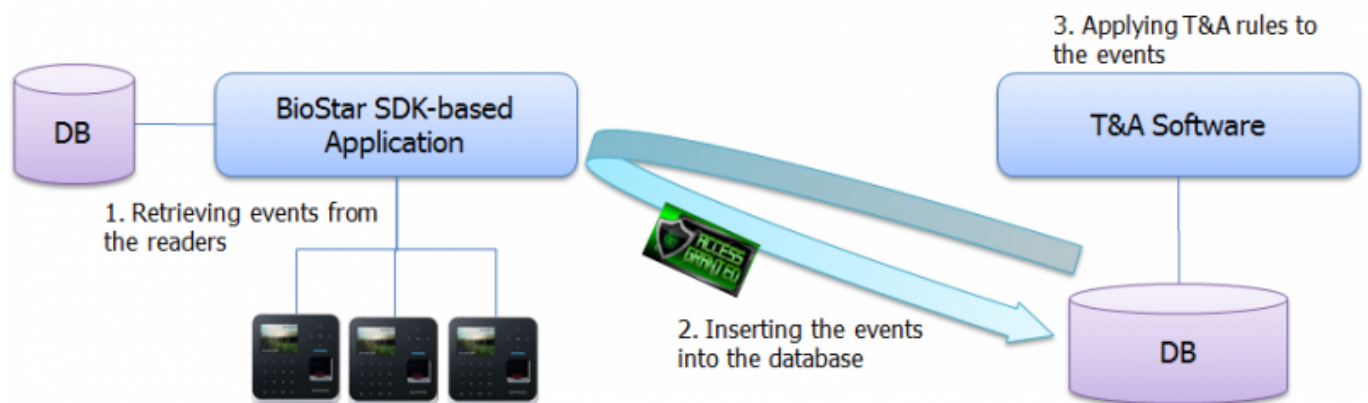 3. Applying T&A rules to
the events
DB
BioStar SDK-based
Application
T&A Software
1. Retrieving events from
the readers
ACCESS
GRANTED
2. Inserting the events
into the database
DB